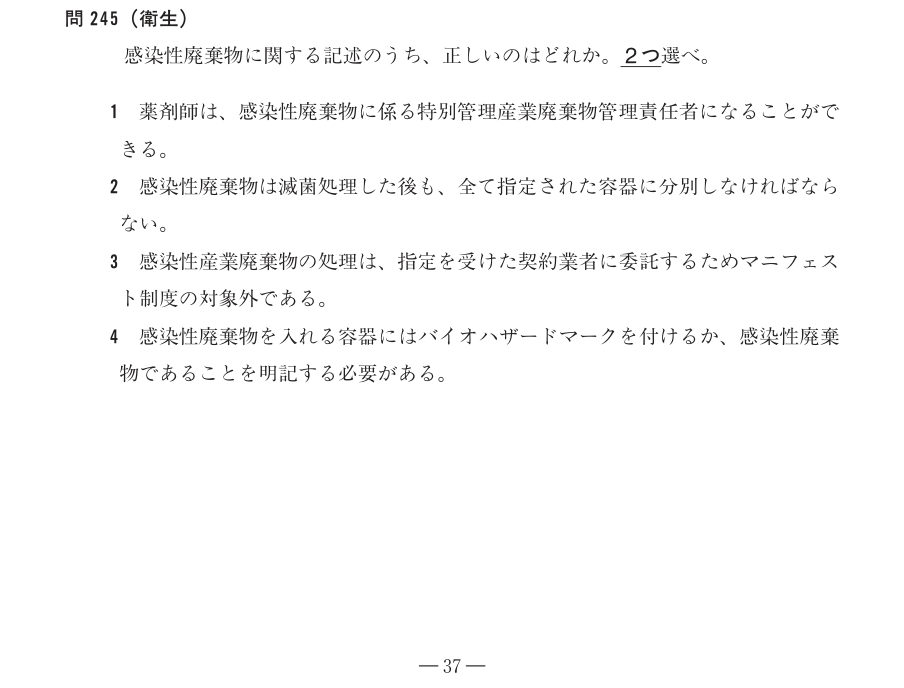 問 245（衛生）
感染性廃棄物に関する記述のうち、正しいのはどれか。２つ選べ。
1　薬剤師は、感染性廃棄物に係る特別管理産業廃棄物管理責任者になることがで
きる。
2　感染性廃棄物は滅菌処理した後も、全て指定された容器に分別しなければなら
ない。
3　感染性産業廃棄物の処理は、指定を受けた契約業者に委託するためマニフェス
ト制度の対象外である。
4　感染性廃棄物を入れる容器にはバイオハザードマークを付けるか、感染性廃棄
物であることを明記する必要がある。
― 37 ―